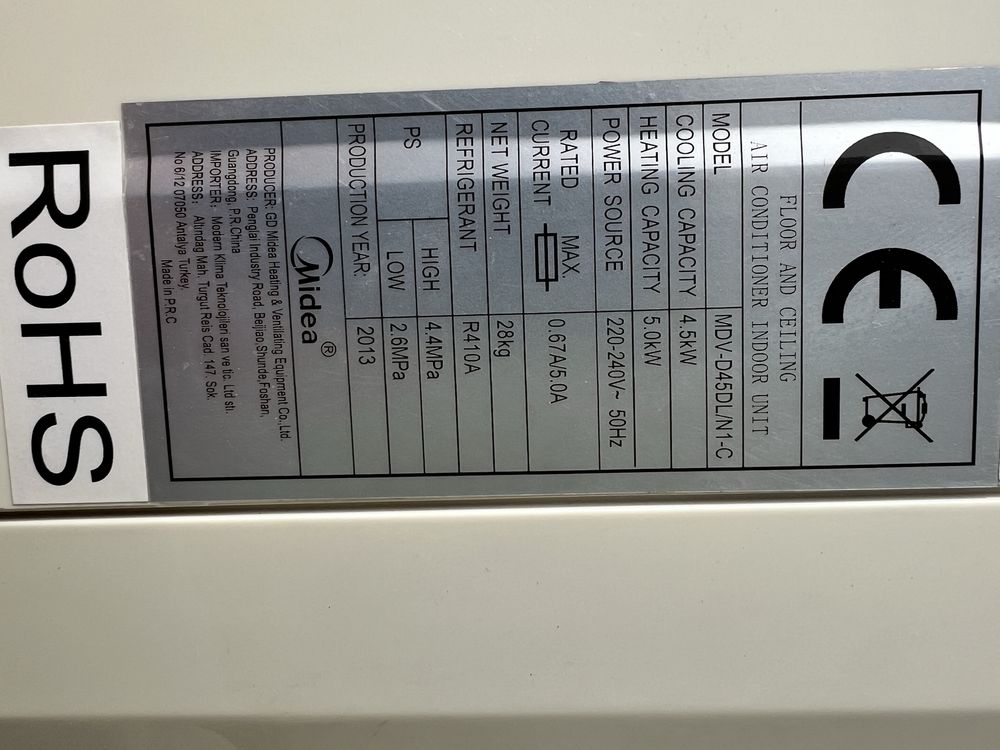 CE
FLOOR AND CEILING
AIR CONDITIONER INDOOR UNIT
MODEL MDV-D45DL/N1-C
COOLING CAPACITY 4.5kW
HEATING CAPACITY 5.0kW
POWER SOURCE 220-240V~ 50Hz
RATED MAX.
CURRENT 0.67A/5.0A
NET WEIGHT 28kg
REFRIGERANT R410A
PS HIGH 4.4MPa
LOW 2.6MPa
PRODUCTION YEAR: 2013
Midea®
PRODUCER: GD Midea Heating & Ventilating Equipment Co.,Ltd.
ADDRESS: Penglai Industry Road, Beijiao,Shunde,Foshan,
Guangdong, P.R.China
IMPORTER: Modern Klima Teknolojileri san ve tic. Ltd sti.
ADDRESS: Altındag Mah. Turgut Reis Cad. 147. Sok.
No 6/12 07050 Antalya Turkey.
Made in P.R.C
RoHS